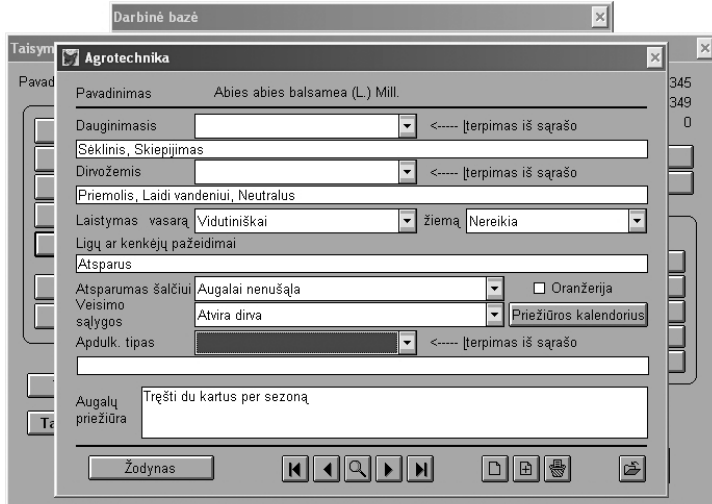 Darbinė bazė
Taisym
Agrotechnika
Pavad
345
349
0
Pavadinimas Abies abies balsamea (L.) Mill.
Dauginimasis <----- Įterpimas iš sąrašo
Sėklinis, Skiepijimas
Dirvožemis <----- Įterpimas iš sąrašo
Priemolis, Laidi vandeniui, Neutralus
Laistymas vasarą Vidutiniškai žiemą Nereikia
Ligų ar kenkėjų pažeidimai
Atsparus
Atsparumas šalčiui Augalai nenušąla Oranžerija
Veisimo
sąlygos Atvira dirva Priežiūros kalendorius
Apdulk. tipas <----- Įterpimas iš sąrašo
Augalų
priežiūra
Tręšti du kartus per sezoną
Ta
Žodynas